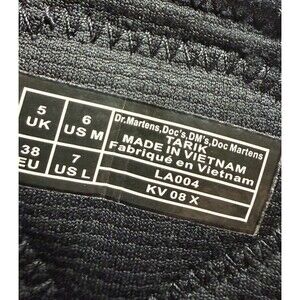 5 UK
6 US M
38 EU
7 US L
Dr.Martens,Doc's,DM's,Doc Martens
TARIK
MADE IN VIETNAM
Fabriqué en Vietnam
LA004
KV 08 X